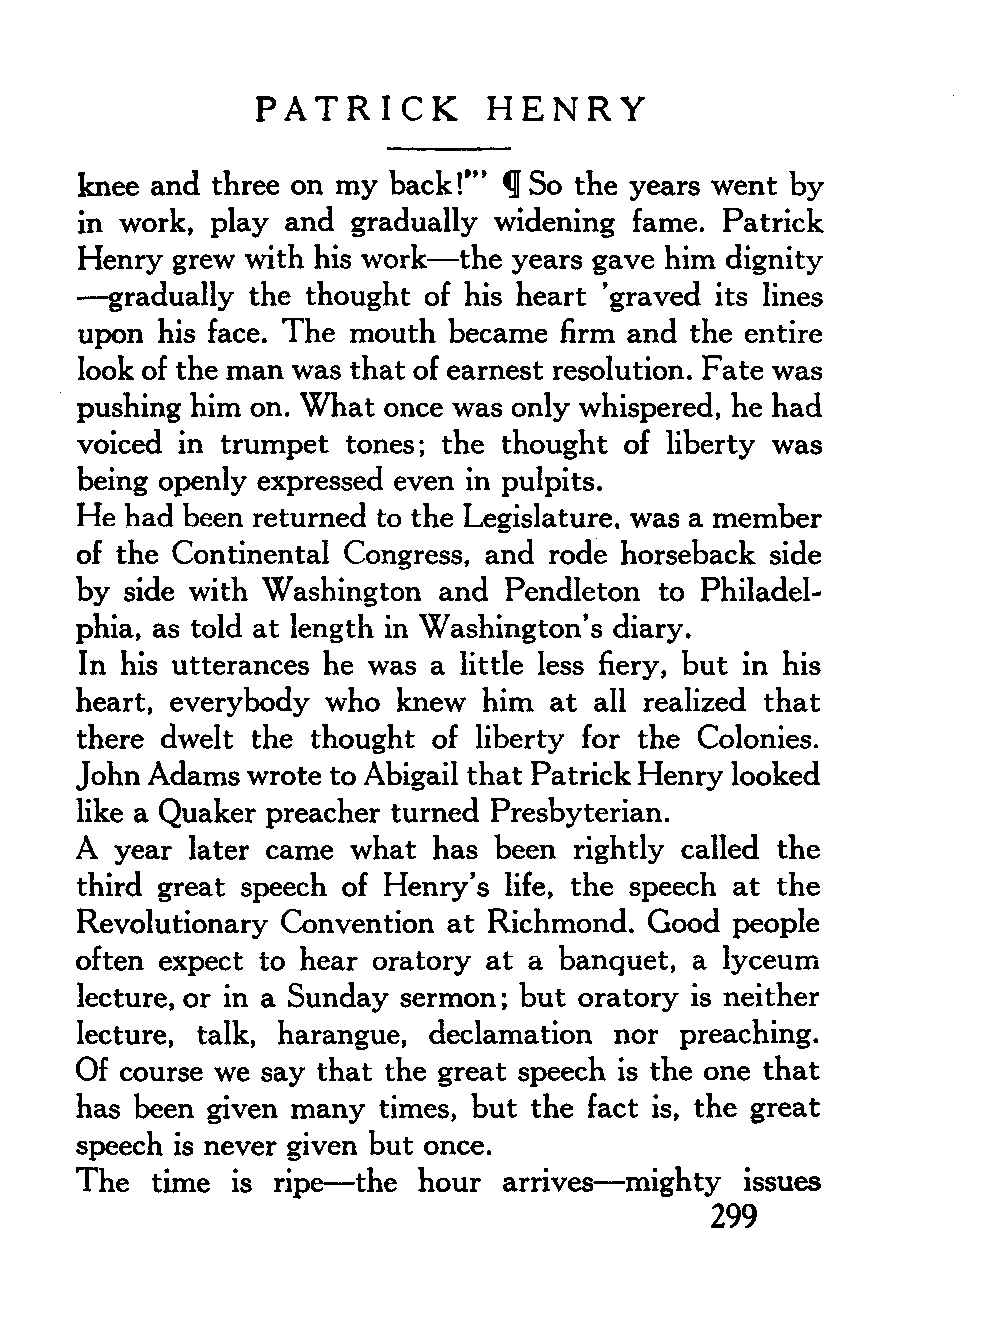 PATRICK HENRY
knee and three on my back!"' ¶ So the years went by
in work, play and gradually widening fame. Patrick
Henry grew with his work—the years gave him dignity
—gradually the thought of his heart 'graved its lines
upon his face. The mouth became firm and the entire
look of the man was that of earnest resolution. Fate was
pushing him on. What once was only whispered, he had
voiced in trumpet tones; the thought of liberty was
being openly expressed even in pulpits.
He had been returned to the Legislature, was a member
of the Continental Congress, and rode horseback side
by side with Washington and Pendleton to Philadel-
phia, as told at length in Washington's diary.
In his utterances he was a little less fiery, but in his
heart, everybody who knew him at all realized that
there dwelt the thought of liberty for the Colonies.
John Adams wrote to Abigail that Patrick Henry looked
like a Quaker preacher turned Presbyterian.
A year later came what has been rightly called the
third great speech of Henry's life, the speech at the
Revolutionary Convention at Richmond. Good people
often expect to hear oratory at a banquet, a lyceum
lecture, or in a Sunday sermon; but oratory is neither
lecture, talk, harangue, declamation nor preaching.
Of course we say that the great speech is the one that
has been given many times, but the fact is, the great
speech is never given but once.
The time is ripe—the hour arrives—mighty issues
299